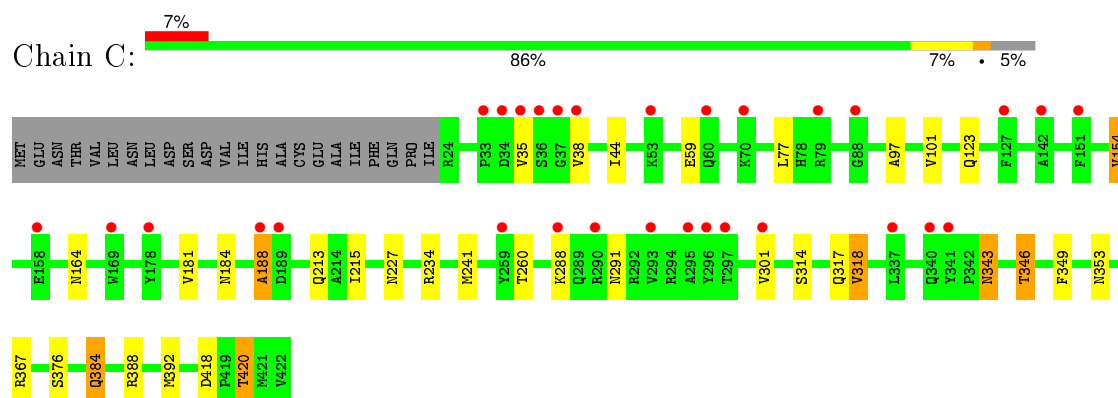 7%
Chain C:
86% 7% • 5%
MET GLU ASN THR VAL LEU ASN LEU ASP SER ASP VAL ILE HIS ALA CYS GLU ALA ILE PHE GLN PRO ILE R24 P33 D34 V35 S36 G37 V38 I44 K53 E59 Q60 K70 L77 H78 R79 G88 A97 V101 Q123 F127 A142 F151
E158 N164 W169 Y178 V181 N184 A188 D189 Q213 A214 I215 N227 R234 M241 Y259 T260 K288 Q289 R290 N291 R292 V293 R294 A295 Y296 T297 V301 S314 Q317 V318 L337 Q340 Y341 P342 N343 T346 F349 N353
R367 S376 Q384 R388 M392 D418 P419 T420 M421 V422